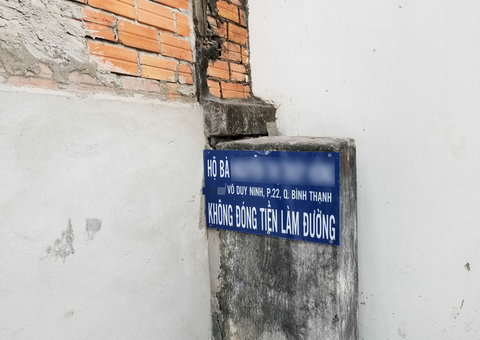 HỘ BÀ
VÕ DUY NINH, P.22, Q. BÌNH THẠNH
KHÔNG ĐÓNG TIỀN LÀM ĐƯỜNG